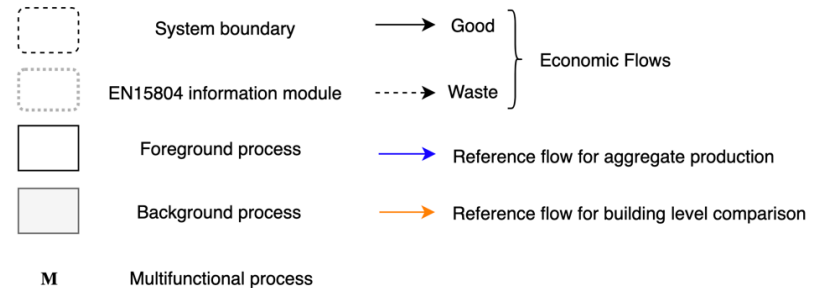 System boundary
Good
Economic Flows
EN15804 information module
Waste
Foreground process
Reference flow for aggregate production
Background process
Reference flow for building level comparison
M
Multifunctional process